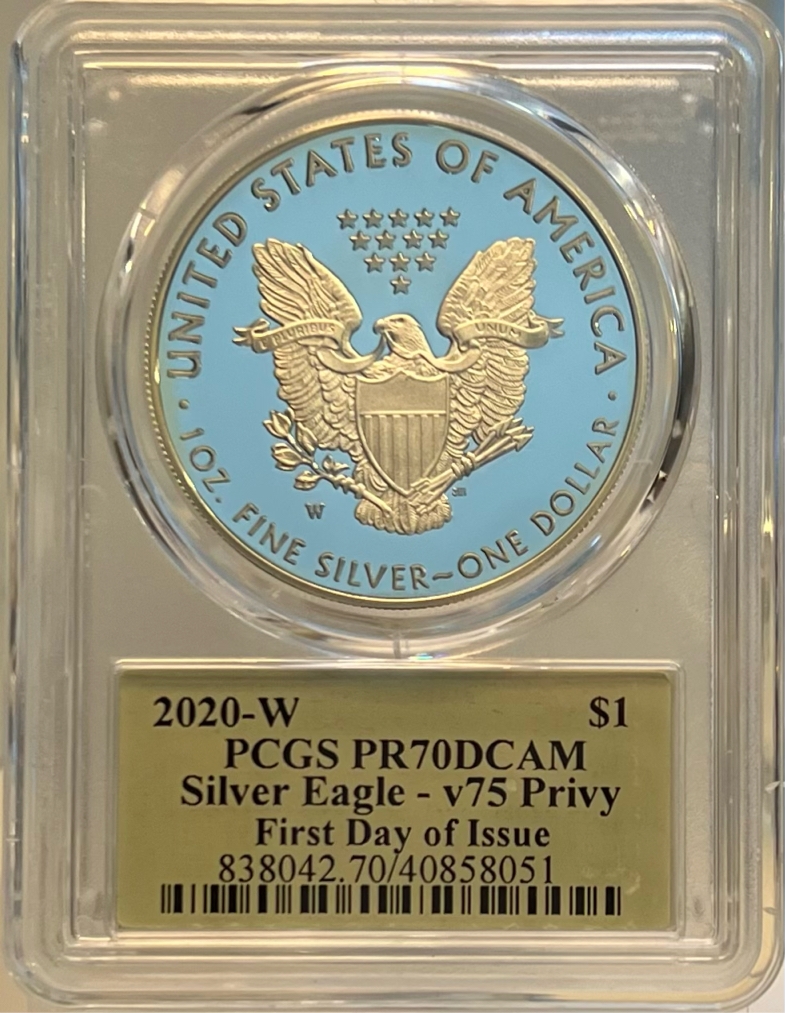 UNITED STATES OF AMERICA
E PLURIBUS UNUM
W
· 1 OZ. FINE SILVER~ONE DOLLAR ·
2020-W $1
PCGS PR70DCAM
Silver Eagle - v75 Privy
First Day of Issue
838042.70/40858051